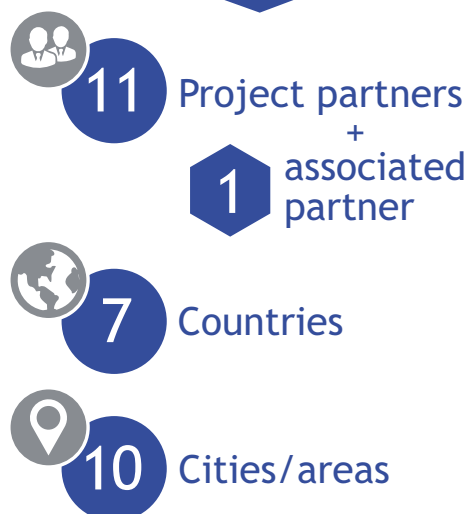 11 Project partners
+
1 associated
partner
7 Countries
10 Cities/areas